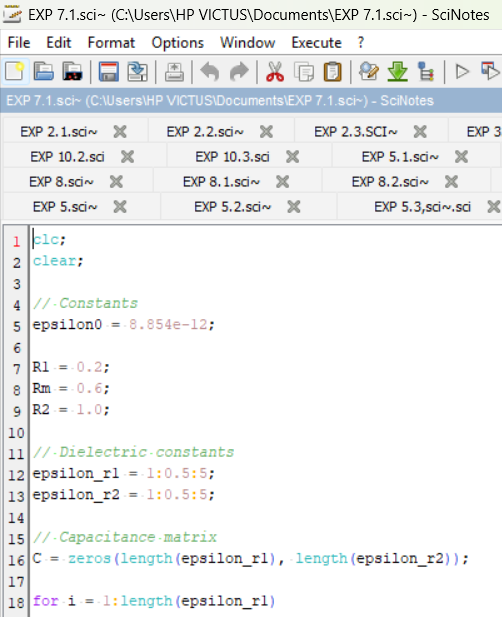 EXP 7.1.sci~ (C:\Users\HP VICTUS\Documents\EXP 7.1.sci~) - SciNotes
File Edit Format Options Window Execute ?
EXP 7.1.sci~ (C:\Users\HP VICTUS\Documents\EXP 7.1.sci~) - SciNotes
EXP 2.1.sci~ EXP 2.2.sci~ EXP 2.3.SCI~ EXP 3
EXP 10.2.sci EXP 10.3.sci EXP 5.1.sci~
EXP 8.sci~ EXP 8.1.sci~ EXP 8.2.sci~
EXP 5.sci~ EXP 5.2.sci~ EXP 5.3,sci~.sci
1 clc;
2 clear;
3
4 // Constants
5 epsilon0 = 8.854e-12;
6
7 R1 = 0.2;
8 Rm = 0.6;
9 R2 = 1.0;
10
11 // Dielectric constants
12 epsilon_r1 = 1:0.5:5;
13 epsilon_r2 = 1:0.5:5;
14
15 // Capacitance matrix
16 C = zeros(length(epsilon_r1), length(epsilon_r2));
17
18 for i = 1:length(epsilon_r1)